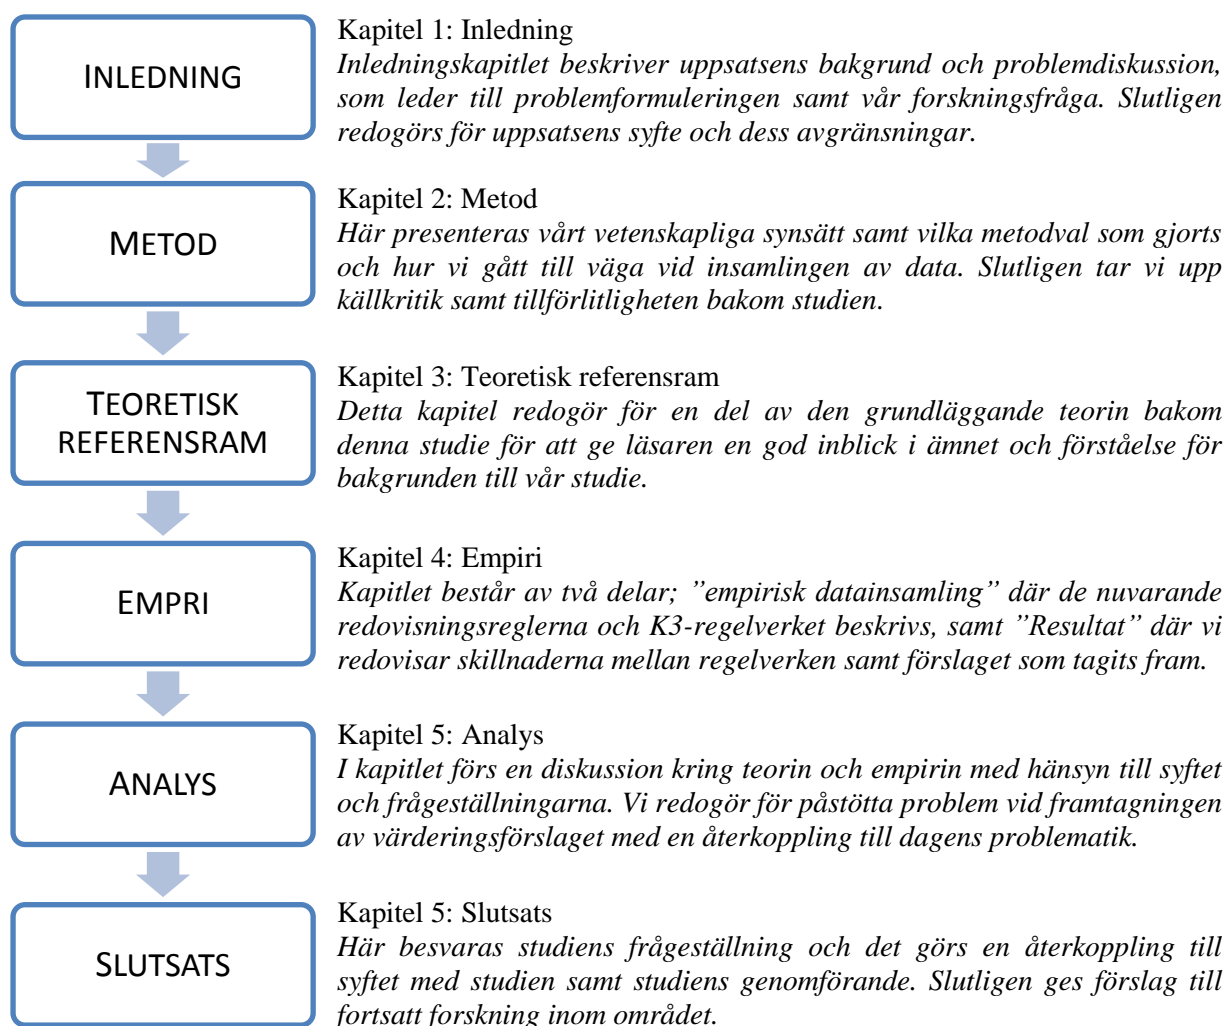 INLEDNING
Kapitel 1: Inledning
Inledningskapitlet beskriver uppsatsens bakgrund och problemdiskussion,
som leder till problemformuleringen samt vår forskningsfråga. Slutligen
redogörs för uppsatsens syfte och dess avgränsningar.
METOD
Kapitel 2: Metod
Här presenteras vårt vetenskapliga synsätt samt vilka metodval som gjorts
och hur vi gått till väga vid insamlingen av data. Slutligen tar vi upp
källkritik samt tillförlitligheten bakom studien.
TEORETISK
REFERENSRAM
Kapitel 3: Teoretisk referensram
Detta kapitel redogör för en del av den grundläggande teorin bakom
denna studie för att ge läsaren en god inblick i ämnet och förståelse för
bakgrunden till vår studie.
EMPRI
Kapitel 4: Empiri
Kapitlet består av två delar; ”empirisk datainsamling” där de nuvarande
redovisningsreglerna och K3-regelverket beskrivs, samt ”Resultat” där vi
redovisar skillnaderna mellan regelverken samt förslaget som tagits fram.
ANALYS
Kapitel 5: Analys
I kapitlet förs en diskussion kring teorin och empirin med hänsyn till syftet
och frågeställningarna. Vi redogör för påstötta problem vid framtagningen
av värderingsförslaget med en återkoppling till dagens problematik.
SLUTSATS
Kapitel 5: Slutsats
Här besvaras studiens frågeställning och det görs en återkoppling till
syftet med studien samt studiens genomförande. Slutligen ges förslag till
fortsatt forskning inom området.